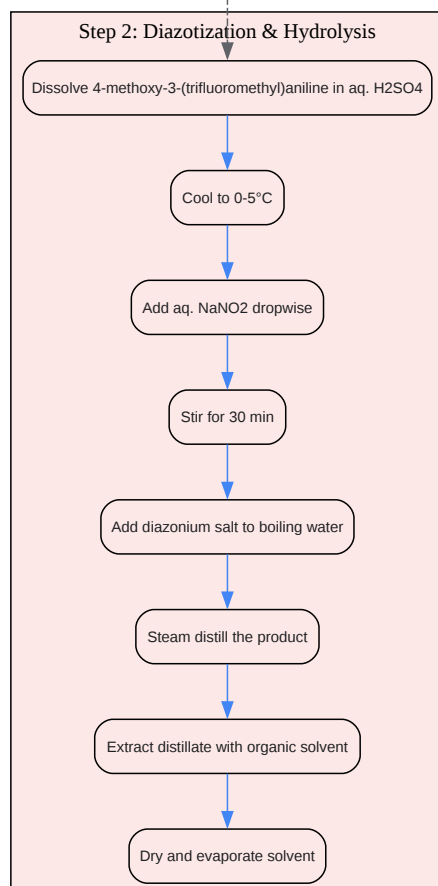 Step 2: Diazotization & Hydrolysis
Dissolve 4-methoxy-3-(trifluoromethyl)aniline in aq. H2SO4
Cool to 0-5°C
Add aq. NaNO2 dropwise
Stir for 30 min
Add diazonium salt to boiling water
Steam distill the product
Extract distillate with organic solvent
Dry and evaporate solvent